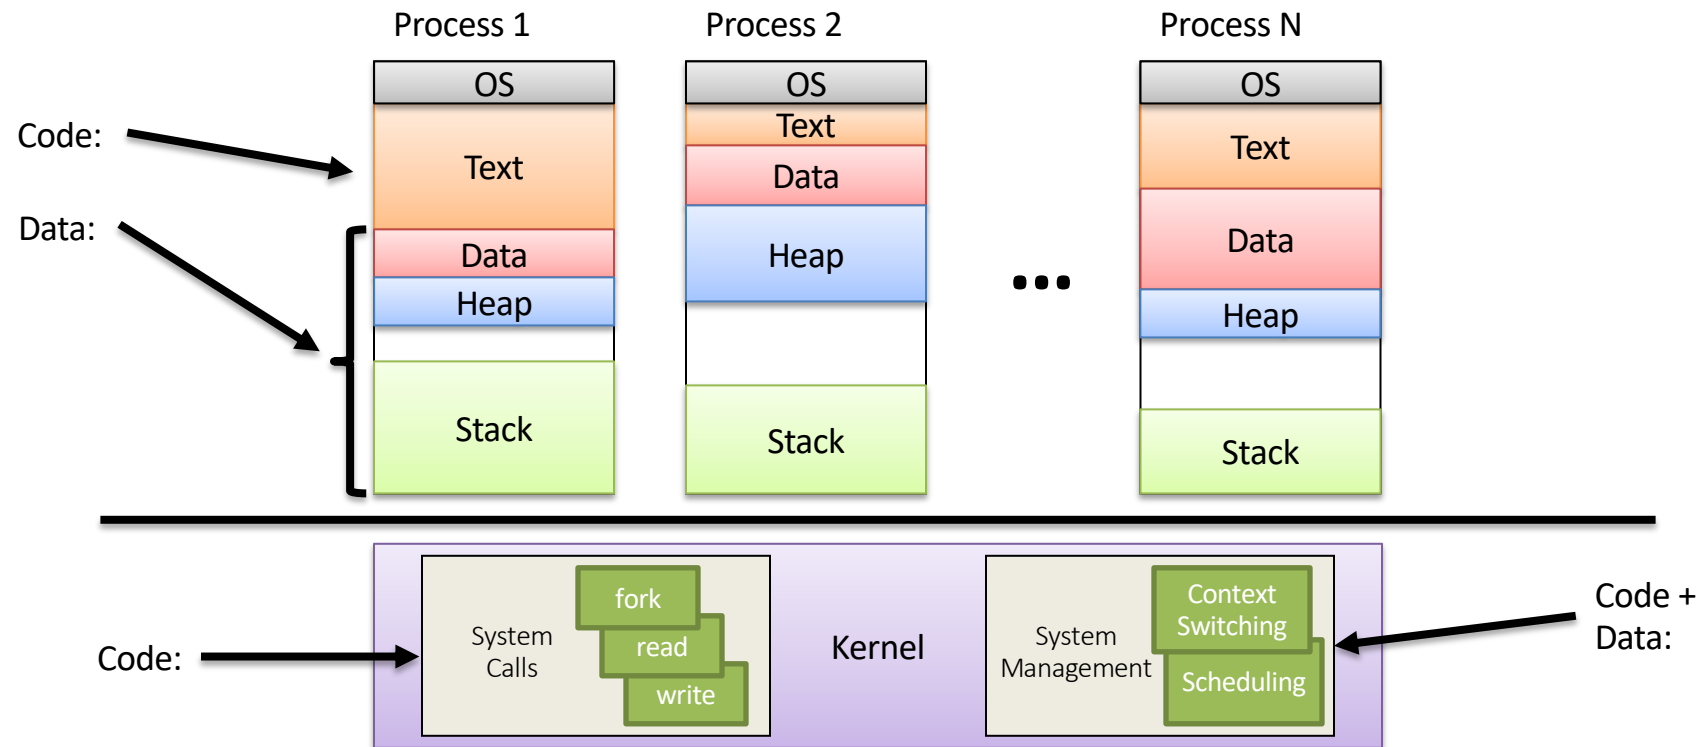 Process 1
Process 2
Process N
OS
OS
OS
Code:
Text
Text
Text
Data:
Data
Data
Data
Heap
Heap
Heap
...
Stack
Stack
Stack
Code:
System
Calls
fork
read
write
Kernel
System
Management
Context
Switching
Scheduling
Code +
Data: